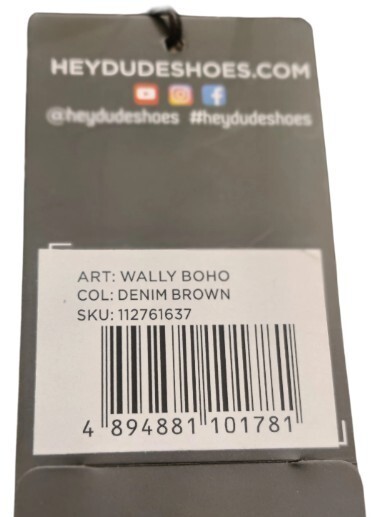 HEYDUDESHOES.COM
@heydudeshoes #heydudeshoes
ART: WALLY BOHO
COL: DENIM BROWN
SKU: 112761637
4 894881 101781